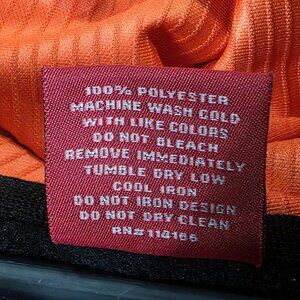 100% POLYESTER
MACHINE WASH COLD
WITH LIKE COLORS
DO NOT BLEACH
REMOVE IMMEDIATELY
TUMBLE DRY LOW
COOL IRON
DO NOT IRON DESIGN
DO NOT DRY CLEAN
RN#114166